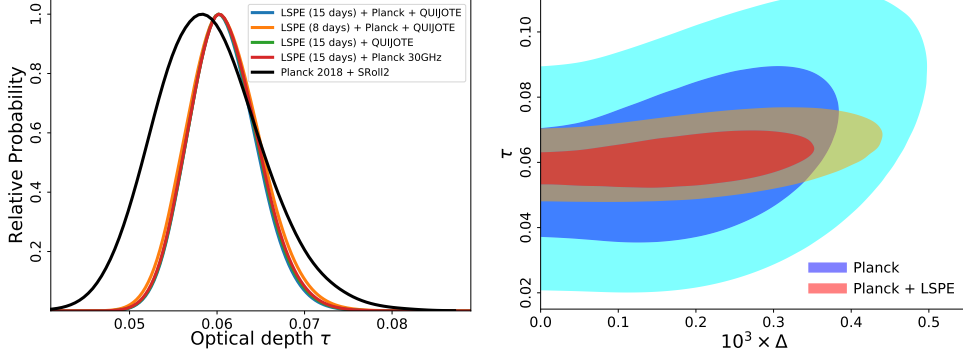 LSPE (15 days) + Planck + QUIJOTE
LSPE (8 days) + Planck + QUIJOTE
LSPE (15 days) + QUIJOTE
LSPE (15 days) + Planck 30GHz
Planck 2018 + SRoll2
Relative Probability
1.0
0.8
0.6
0.4
0.2
0.05
0.06
0.07
0.08
Optical depth τ
τ
0.10
0.08
0.06
0.04
0.02
Planck
Planck + LSPE
0.0
0.1
0.2
0.3
0.4
0.5
10³ × Δ